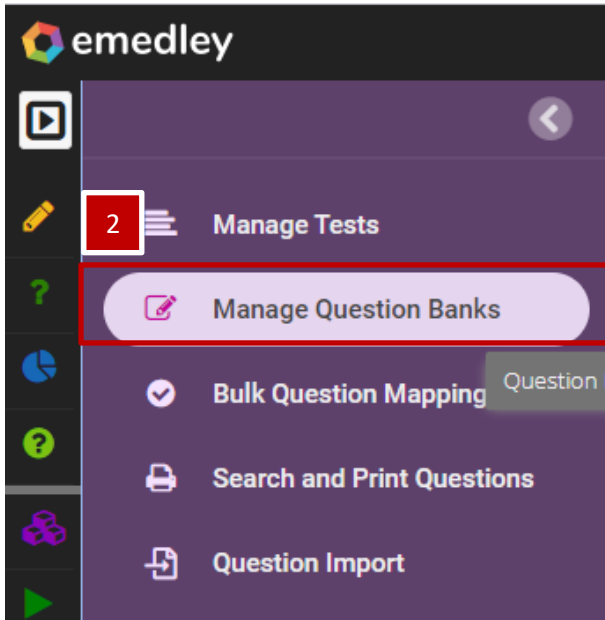 emedley
2
Manage Tests
Manage Question Banks
Bulk Question Mapping
Question
Search and Print Questions
Question Import